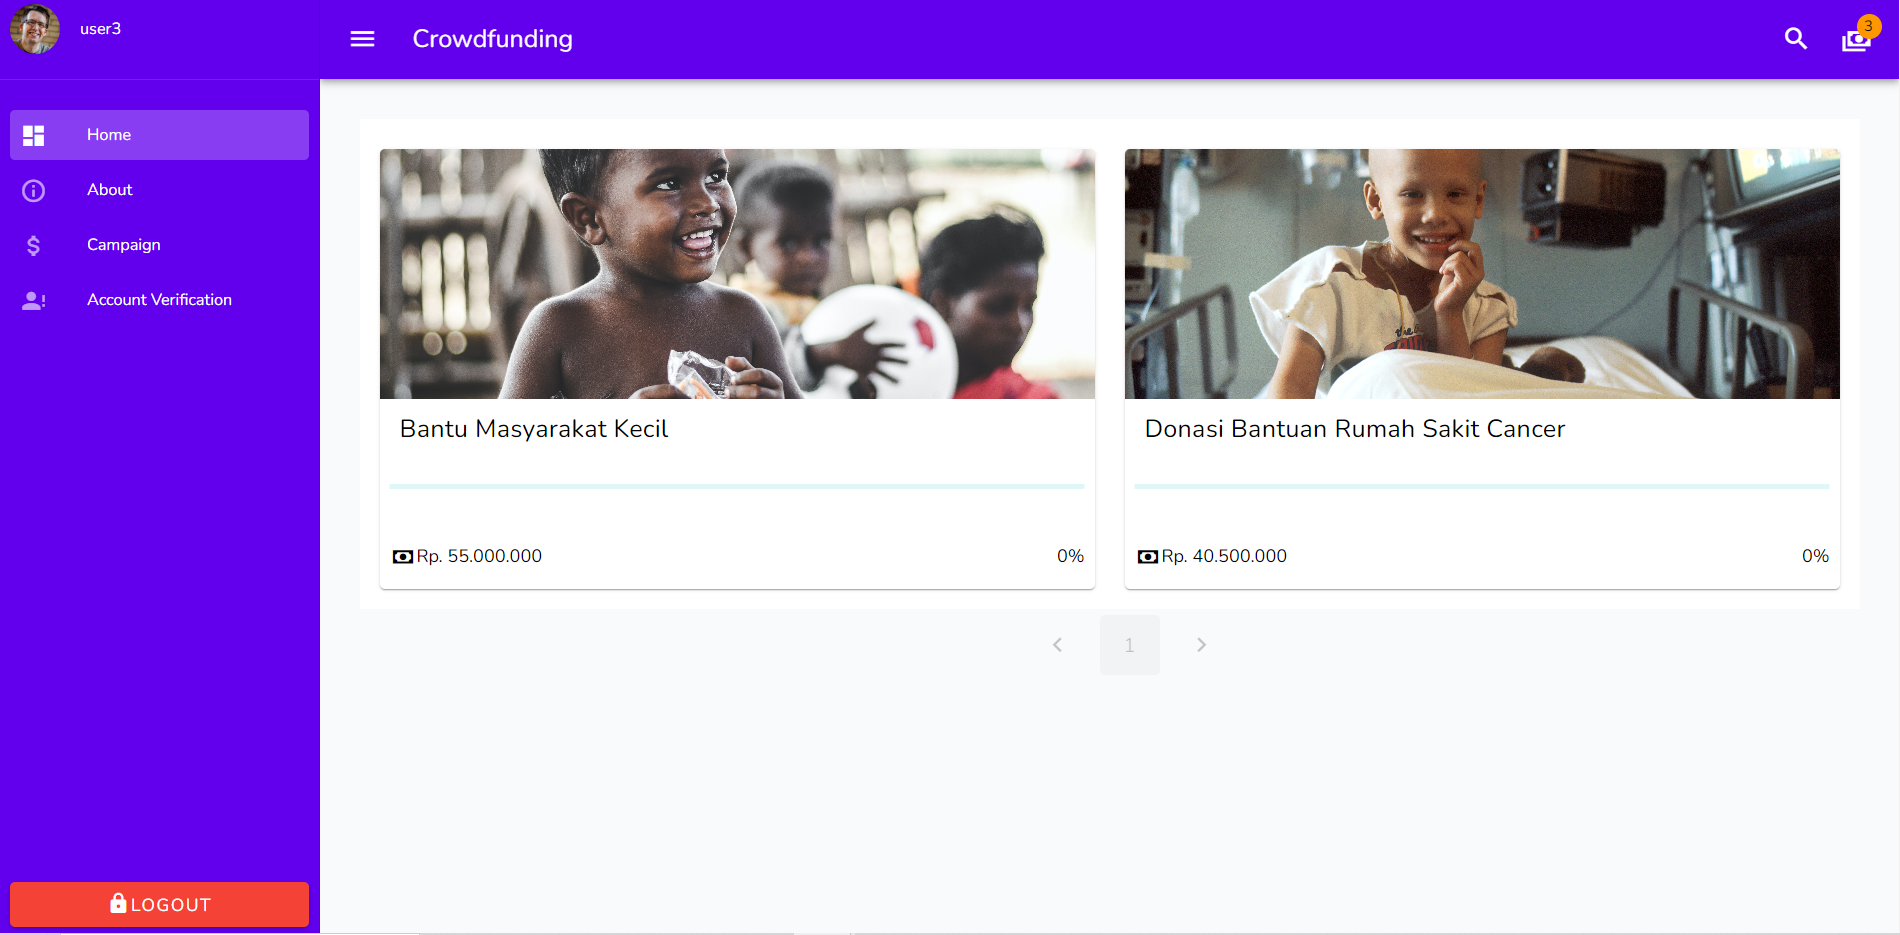 user3
Crowdfunding
3
Home
About
Campaign
Account Verification
Bantu Masyarakat Kecil
Rp. 55.000.000
0%
Donasi Bantuan Rumah Sakit Cancer
Rp. 40.500.000
0%
1
LOGOUT